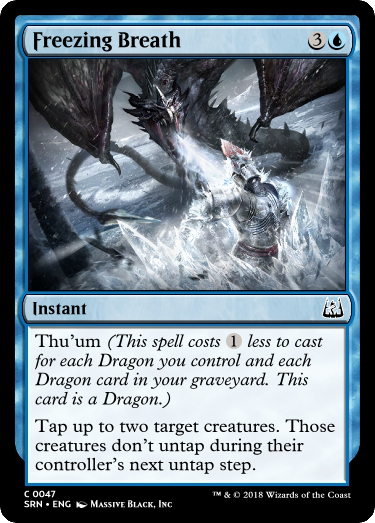 Freezing Breath 3
Instant
Thu'um (This spell costs 1 less to cast
for each Dragon you control and each
Dragon card in your graveyard. This
card is a Dragon.)
Tap up to two target creatures. Those
creatures don't untap during their
controller's next untap step.
C 0047
SRN • ENG Massive Black, Inc
™ & © 2018 Wizards of the Coast